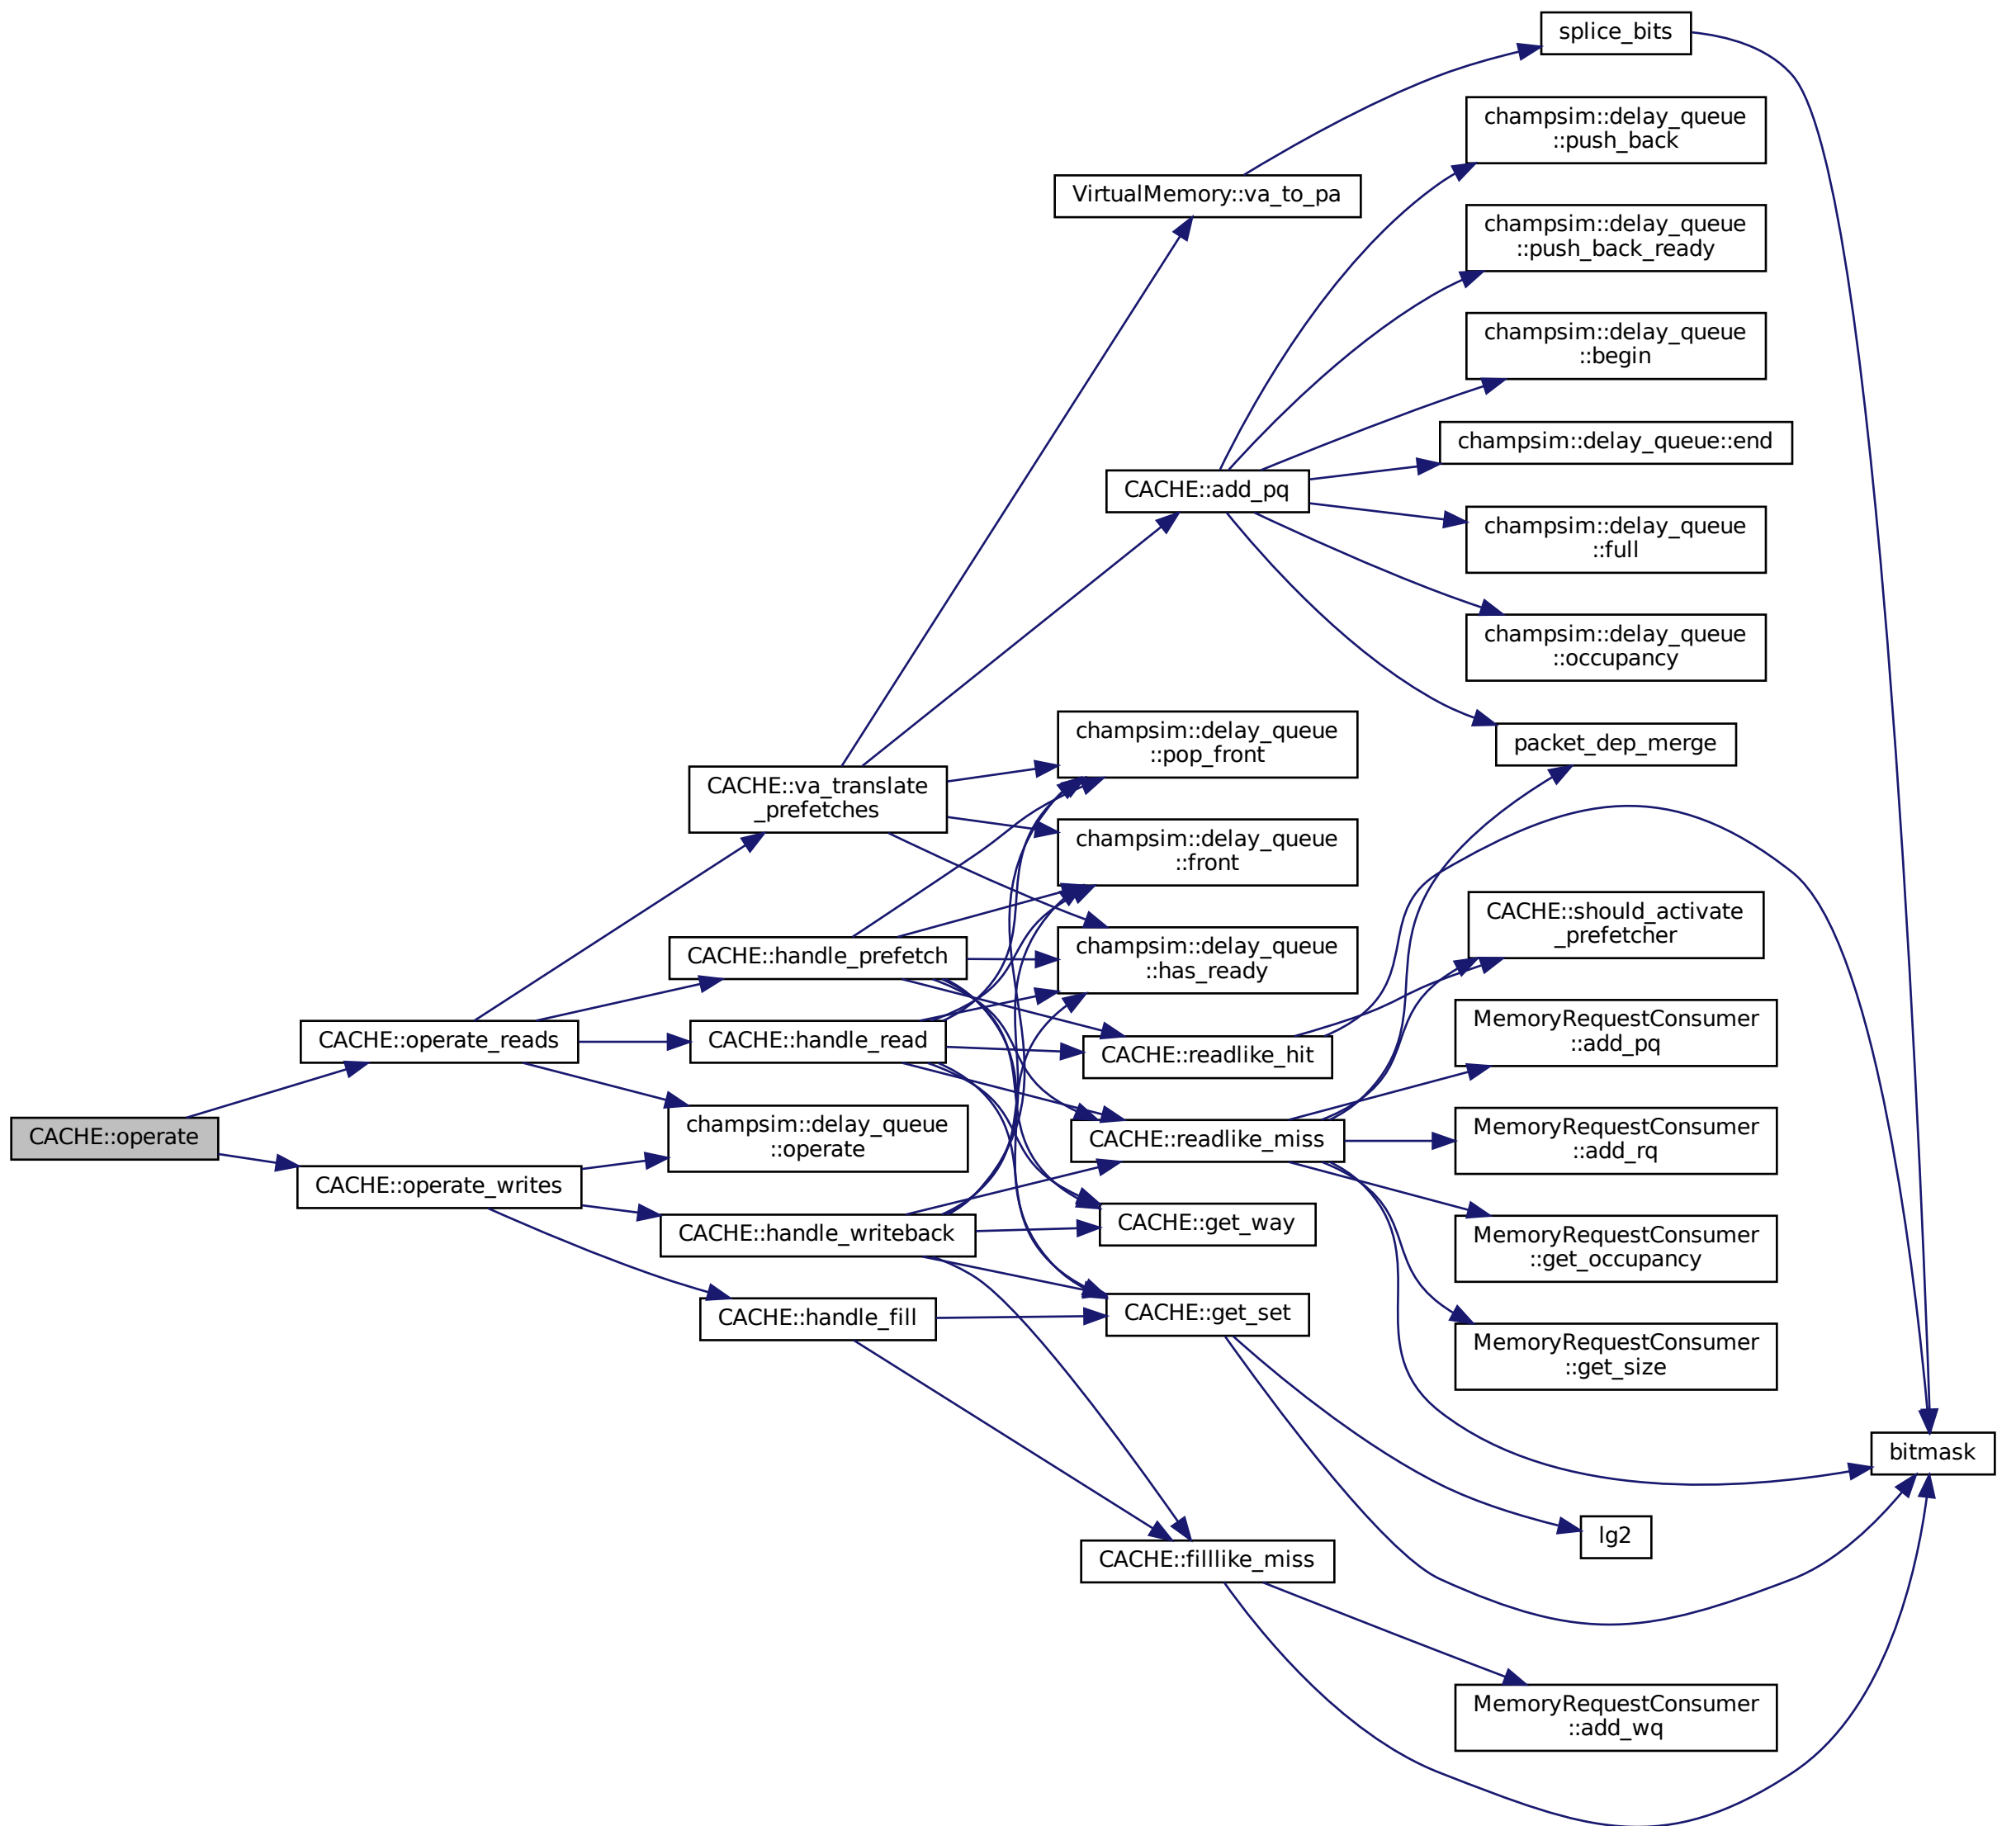 splice_bits
champsim::delay_queue
::push_back
VirtualMemory::va_to_pa
champsim::delay_queue
::push_back_ready
champsim::delay_queue
::begin
champsim::delay_queue::end
CACHE::add_pq
champsim::delay_queue
::full
champsim::delay_queue
::occupancy
champsim::delay_queue
::pop_front
packet_dep_merge
CACHE::va_translate
_prefetches
champsim::delay_queue
::front
CACHE::should_activate
_prefetcher
CACHE::handle_prefetch
champsim::delay_queue
::has_ready
CACHE::operate_reads
CACHE::handle_read
CACHE::readlike_hit
MemoryRequestConsumer
::add_pq
CACHE::operate
champsim::delay_queue
::operate
CACHE::readlike_miss
MemoryRequestConsumer
::add_rq
CACHE::operate_writes
CACHE::handle_writeback
CACHE::get_way
MemoryRequestConsumer
::get_occupancy
CACHE::handle_fill
CACHE::get_set
MemoryRequestConsumer
::get_size
bitmask
lg2
CACHE::filllike_miss
MemoryRequestConsumer
::add_wq